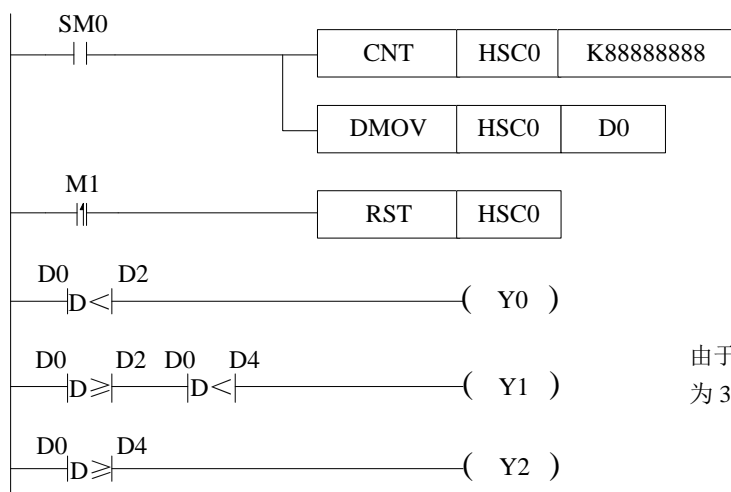 SM0
CNT HSC0 K88888888
DMOV HSC0 D0
M1
RST HSC0
D0 D2
D< ( Y0 )
D0 D2 D0 D4
D≥ D< ( Y1 )
由于
为 3
D0 D4
D≥ ( Y2 )